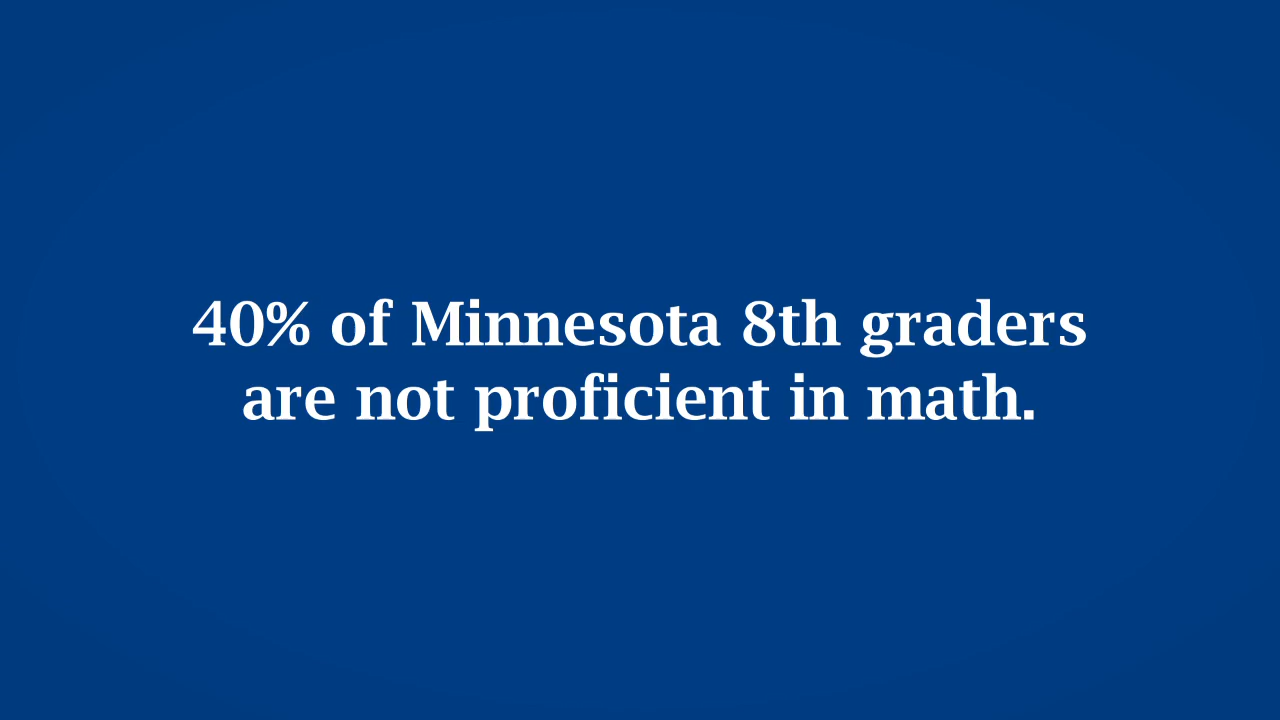 40% of Minnesota 8th graders
are not proficient in math.